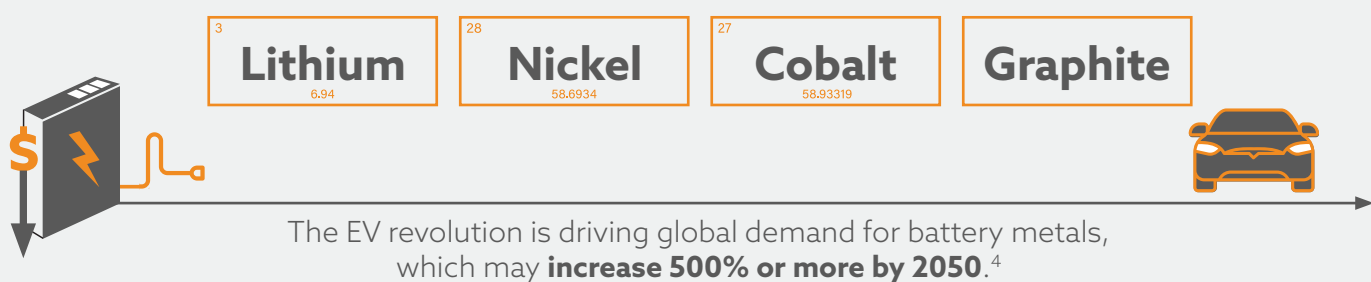 3
Lithium
6.94
28
Nickel
58.6934
27
Cobalt
58.93319
Graphite
$
The EV revolution is driving global demand for battery metals,
which may increase 500% or more by 2050.⁴